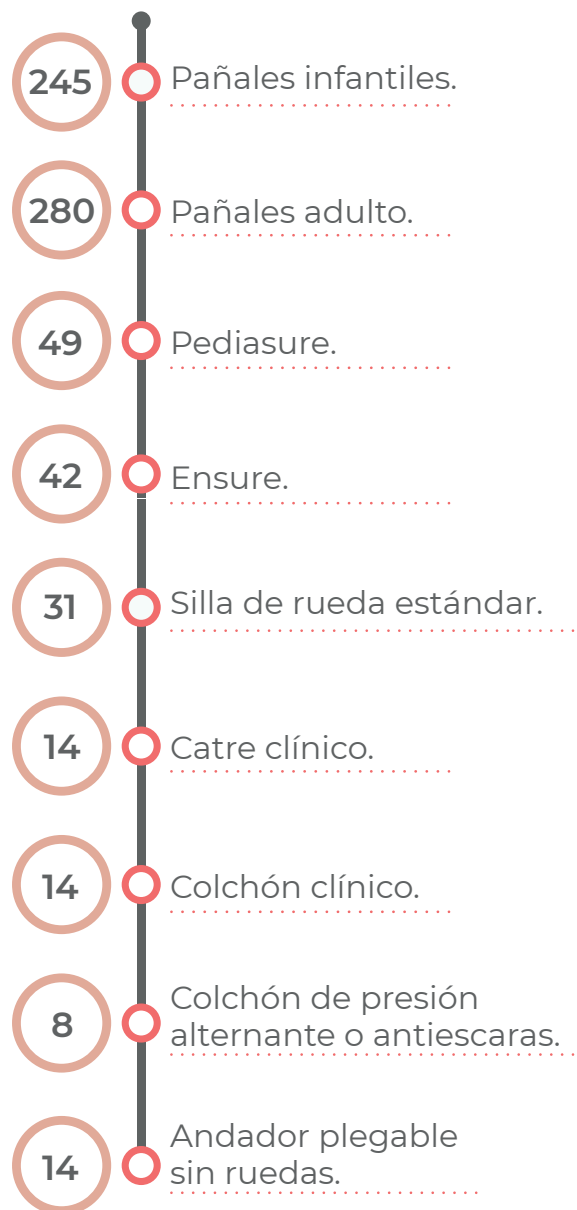 245
Pañales infantiles.
280
Pañales adulto.
49
Pediasure.
42
Ensure.
31
Silla de rueda estándar.
14
Catre clínico.
14
Colchón clínico.
8
Colchón de presión
alternante o antiescaras.
14
Andador plegable
sin ruedas.